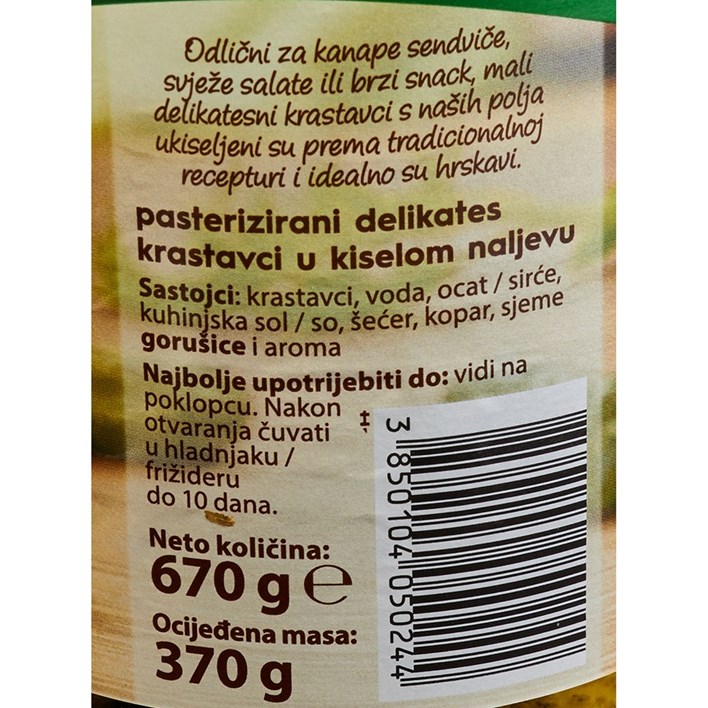 Odlični za kanape sendviče,
svježe salate ili brzi snack, mali
delikatesni krastavci s naših polja
ukiseljeni su prema tradicionalnoj
recepturi i idealno su hrskavi.
pasterizirani delikates
krastavci u kiselom naljevu
Sastojci: krastavci, voda, ocat / sirće,
kuhinjska sol / so, šećer, kopar, sjeme
gorušice i aroma
Najbolje upotrijebiti do: vidi na
poklopcu. Nakon
otvaranja čuvati
u hladnjaku /
frižideru
do 10 dana.
Neto količina:
670 g ℮
Ocijeđena masa:
370 g
3 850104 050244